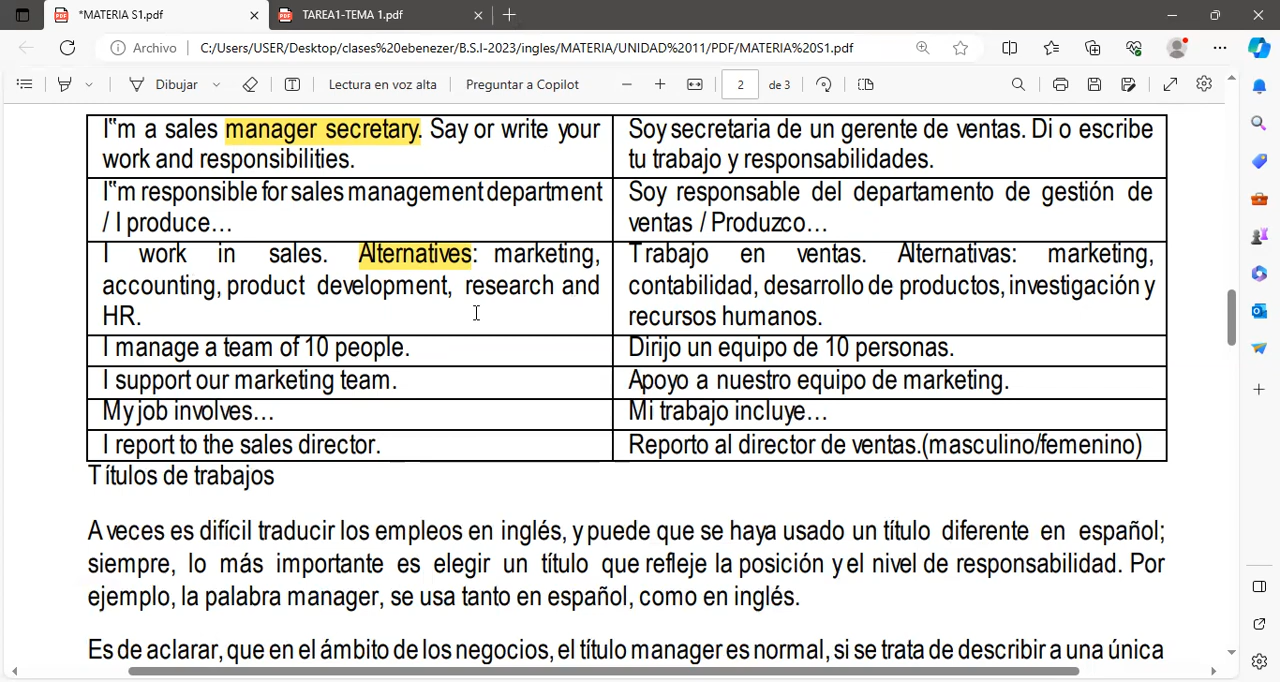 *MATERIA S1.pdf
TAREA1-TEMA 1.pdf
Archivo
C:/Users/USER/Desktop/clases%20ebenezer/B.S.I-2023/ingles/MATERIA/UNIDAD%2011/PDF/MATERIA%20S1.pdf
Dibujar
Lectura en voz alta
Preguntar a Copilot
2
de 3
I‟m a sales manager secretary. Say or write your
work and responsibilities.
Soy secretaria de un gerente de ventas. Di o escribe
tu trabajo y responsabilidades.
I‟m responsible for sales management department
/ I produce…
Soy responsable del departamento de gestión de
ventas / Produzco…
I work in sales. Alternatives: marketing,
accounting, product development, research and
HR.
Trabajo en ventas. Alternativas: marketing,
contabilidad, desarrollo de productos, investigación y
recursos humanos.
I manage a team of 10 people.
Dirijo un equipo de 10 personas.
I support our marketing team.
Apoyo a nuestro equipo de marketing.
My job involves…
Mi trabajo incluye…
I report to the sales director.
Reporto al director de ventas.(masculino/femenino)
Títulos de trabajos
A veces es difícil traducir los empleos en inglés, y puede que se haya usado un título diferente en español;
siempre, lo más importante es elegir un título que refleje la posición y el nivel de responsabilidad. Por
ejemplo, la palabra manager, se usa tanto en español, como en inglés.
Es de aclarar, que en el ámbito de los negocios, el título manager es normal, si se trata de describir a una única